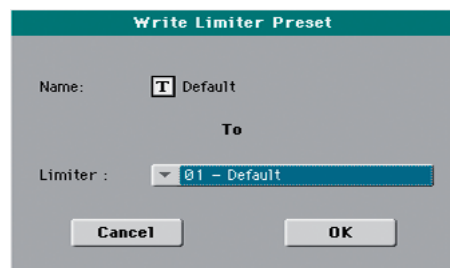 Write Limiter Preset
Name: T Default
To
Limiter : 01 – Default
Cancel OK